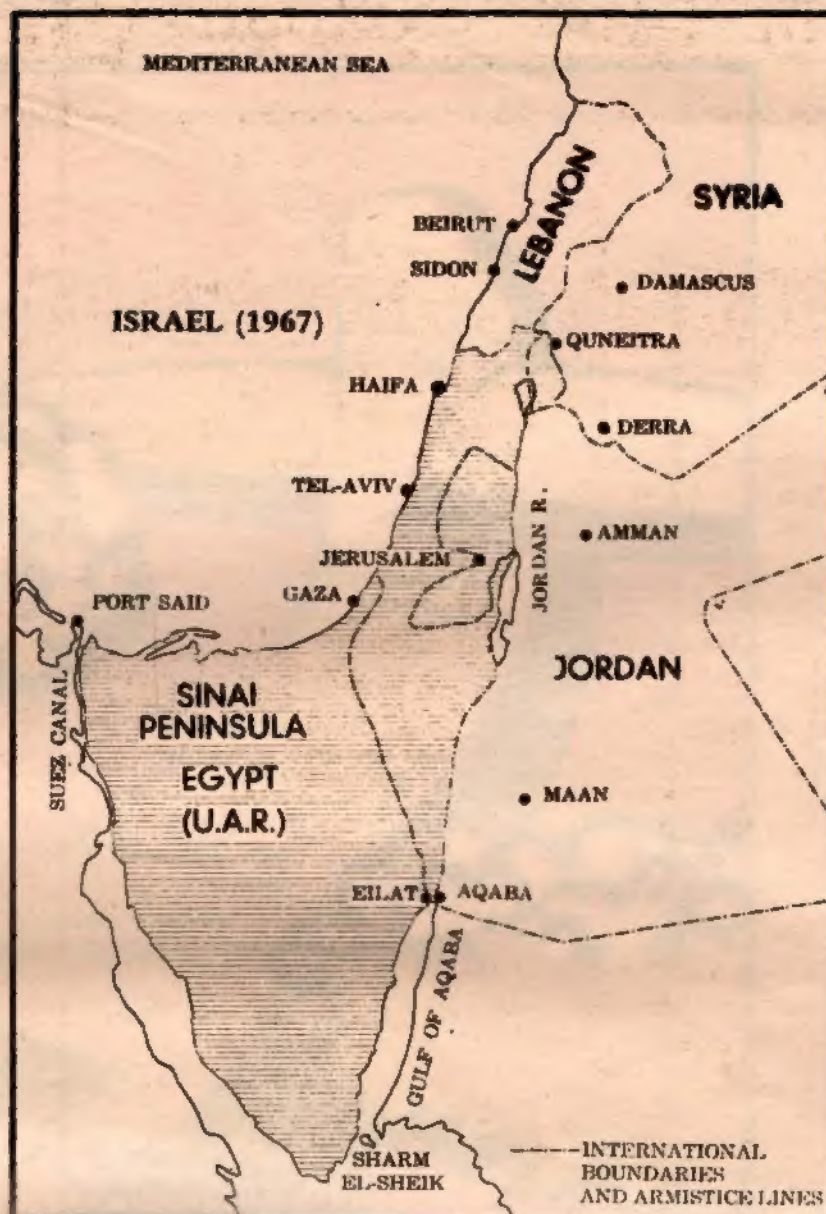 MEDITERRANEAN SEA
LEBANON
SYRIA
BEIRUT
SIDON
DAMASCUS
ISRAEL (1967)
QUNEITRA
HAIFA
DERRA
TEL-AVIV
JORDAN R.
AMMAN
JERUSALEM
GAZA
PORT SAID
SUEZ CANAL
SINAI
PENINSULA
EGYPT
(U.A.R.)
JORDAN
MAAN
EILAT
AQABA
GULF OF AQABA
SHARM
EL-SHEIK
INTERNATIONAL
BOUNDARIES
AND ARMISTICE LINES